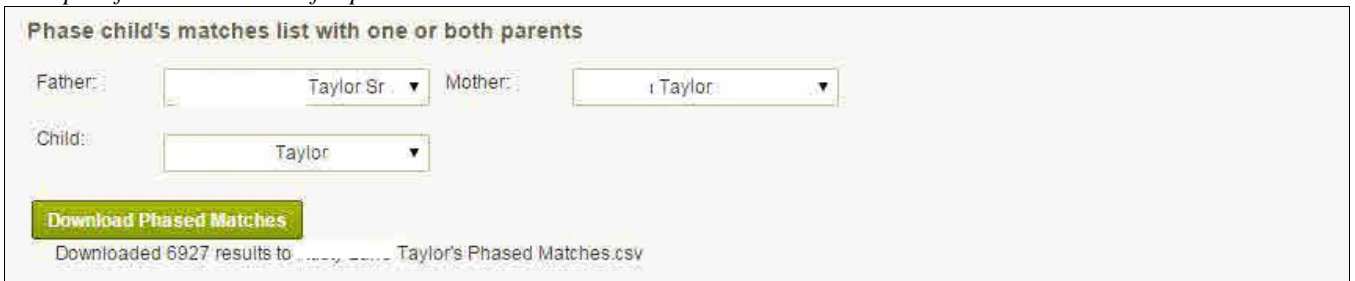 Phase child's matches list with one or both parents
Father: Taylor Sr Mother: Taylor
Child: Taylor
Download Phased Matches
Downloaded 6927 results to Taylor's Phased Matches.csv